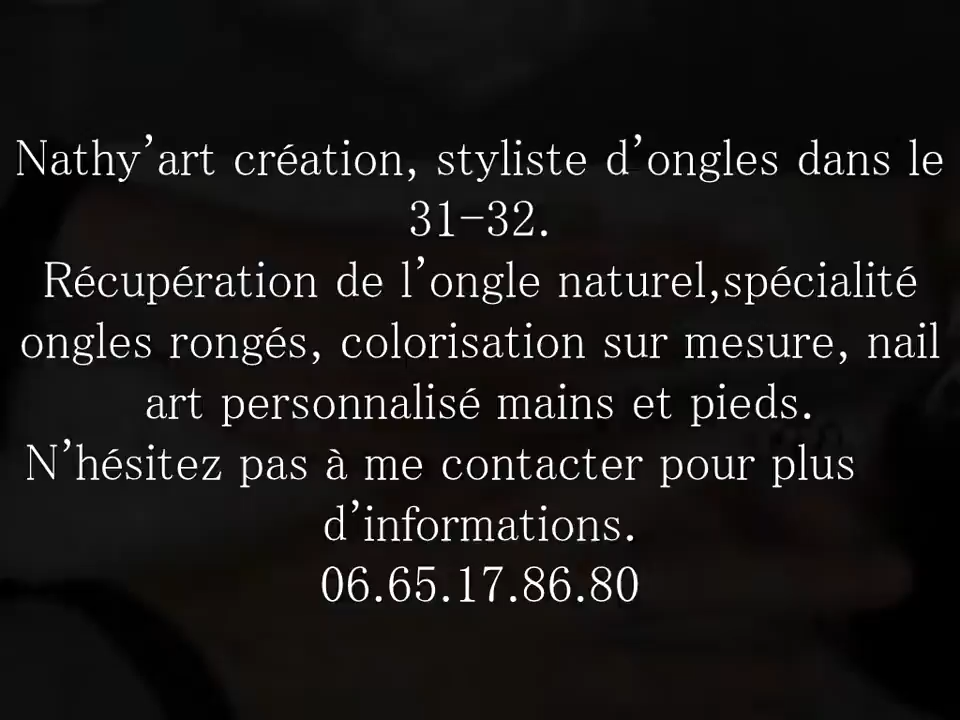 Nathy'art création, styliste d'ongles dans le
31-32.
Récupération de l'ongle naturel,spécialité
ongles rongés, colorisation sur mesure, nail
art personnalisé mains et pieds.
N'hésitez pas à me contacter pour plus
d'informations.
06.65.17.86.80